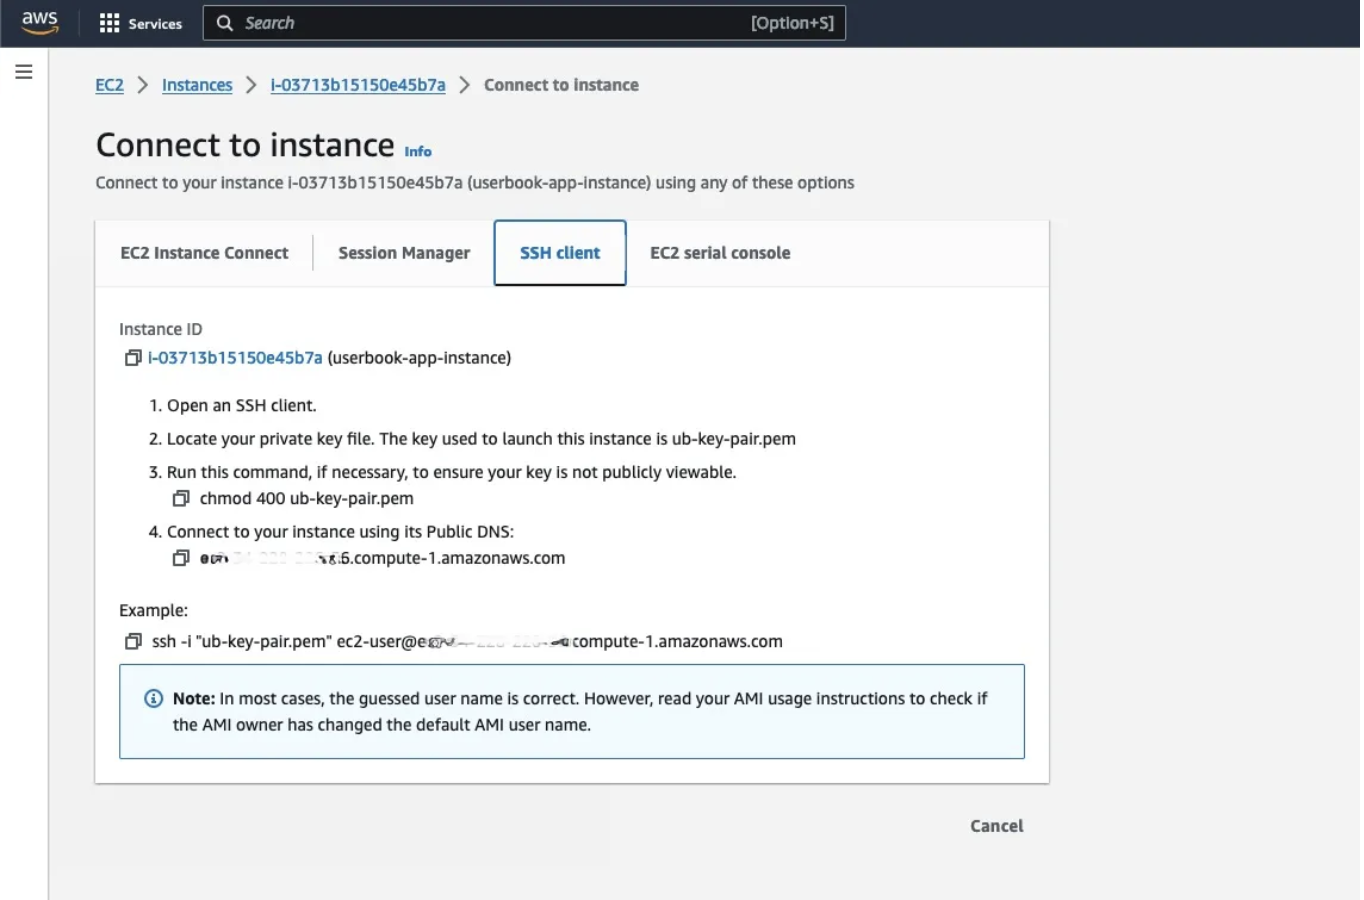 aws
Services
Search [Option+S]
EC2 > Instances > i-03713b15150e45b7a > Connect to instance
Connect to instance Info
Connect to your instance i-03713b15150e45b7a (userbook-app-instance) using any of these options
EC2 Instance Connect
Session Manager
SSH client
EC2 serial console
Instance ID
i-03713b15150e45b7a (userbook-app-instance)
1. Open an SSH client.
2. Locate your private key file. The key used to launch this instance is ub-key-pair.pem
3. Run this command, if necessary, to ensure your key is not publicly viewable.
chmod 400 ub-key-pair.pem
4. Connect to your instance using its Public DNS:
.compute-1.amazonaws.com
Example:
ssh -i "ub-key-pair.pem" ec2-user@ compute-1.amazonaws.com
Note: In most cases, the guessed user name is correct. However, read your AMI usage instructions to check if
the AMI owner has changed the default AMI user name.
Cancel